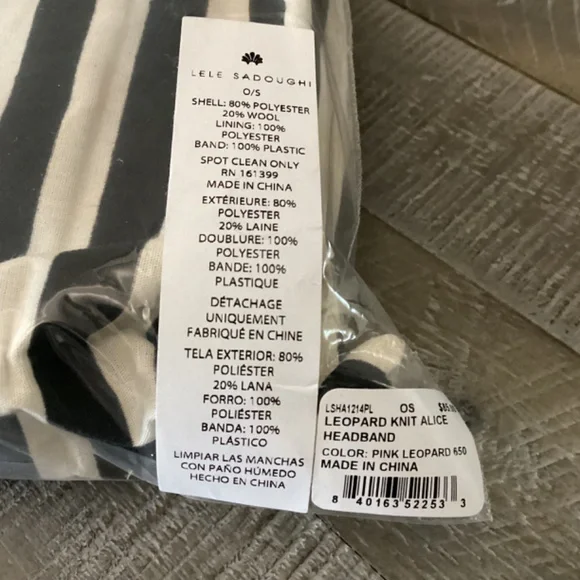 LELE SADOUGHI
O/S
SHELL: 80% POLYESTER
20% WOOL
LINING: 100%
POLYESTER
BAND: 100% PLASTIC
SPOT CLEAN ONLY
RN 161399
MADE IN CHINA
EXTÉRIEURE: 80%
POLYESTER
20% LAINE
DOUBLURE: 100%
POLYESTER
BANDE: 100%
PLASTIQUE
DÉTACHAGE
UNIQUEMENT
FABRIQUÉ EN CHINE
TELA EXTERIOR: 80%
POLIÉSTER
20% LANA
FORRO: 100%
POLIÉSTER
BANDA: 100%
PLÁSTICO
LIMPIAR LAS MANCHAS
CON PAÑO HÚMEDO
HECHO EN CHINA
LSHA1214PL OS
LEOPARD KNIT ALICE
HEADBAND
COLOR: PINK LEOPARD 650
MADE IN CHINA
8 40163 52253 3